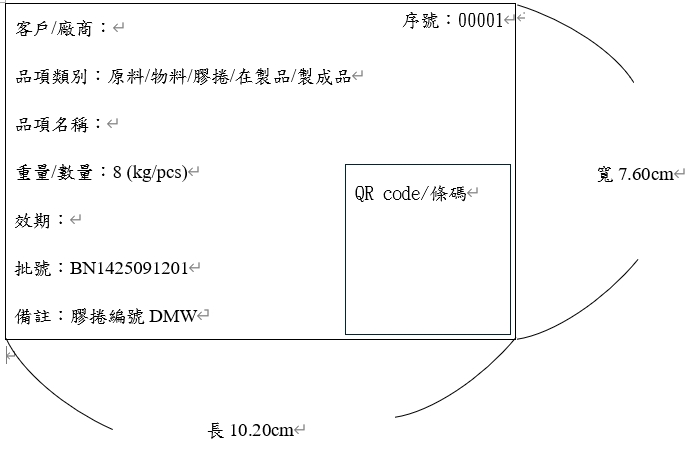 客戶/廠商：
序號：00001
品項類別：原料/物料/膠捲/在製品/製成品
品項名稱：
重量/數量：8 (kg/pcs)
寬 7.60cm
QR code/條碼
效期：
批號：BN1425091201
備註：膠捲編號 DMW
長 10.20cm